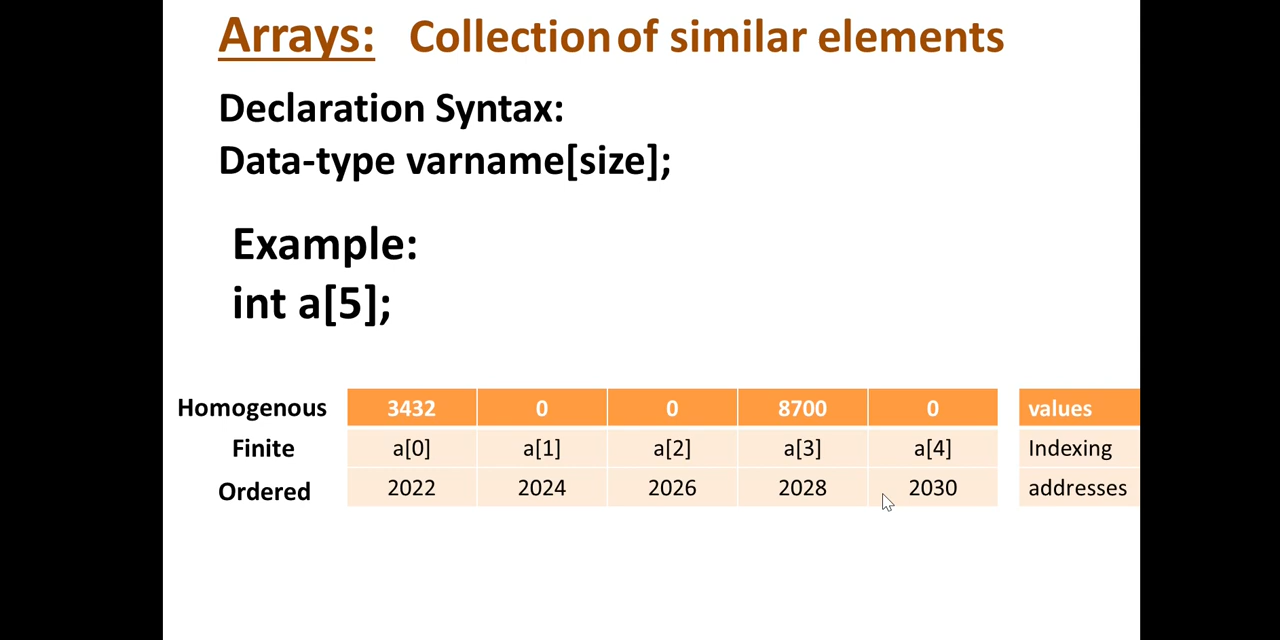 Arrays: Collection of similar elements
Declaration Syntax:
Data-type varname[size];
Example:
int a[5];
Homogenous 3432 0 0 8700 0 values
Finite a[0] a[1] a[2] a[3] a[4] Indexing
Ordered 2022 2024 2026 2028 2030 addresses